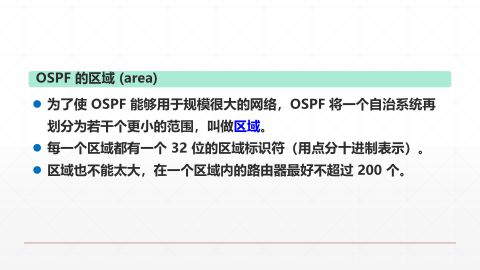 OSPF 的区域 (area)
为了使 OSPF 能够用于规模很大的网络，OSPF 将一个自治系统再
划分为若干个更小的范围，叫做区域。
每一个区域都有一个 32 位的区域标识符（用点分十进制表示）。
区域也不能太大，在一个区域内的路由器最好不超过 200 个。